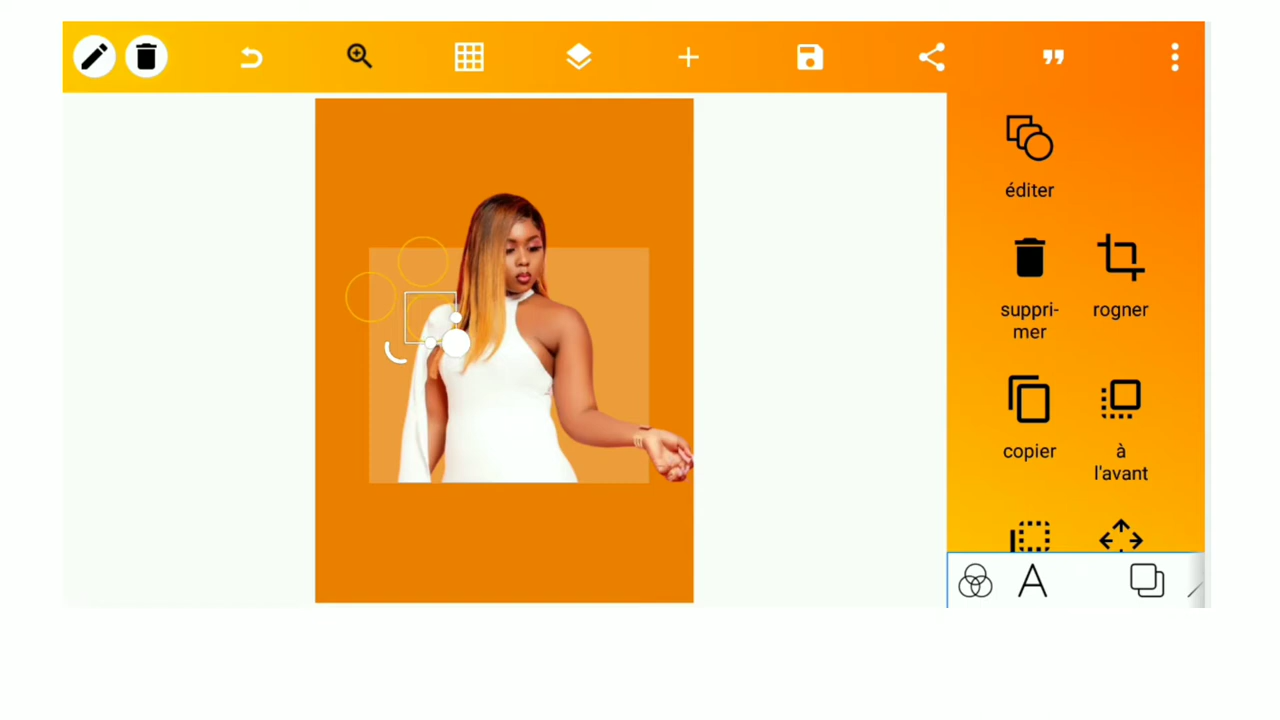 éditer
suppri-
mer
rogner
copier
à
l'avant
A